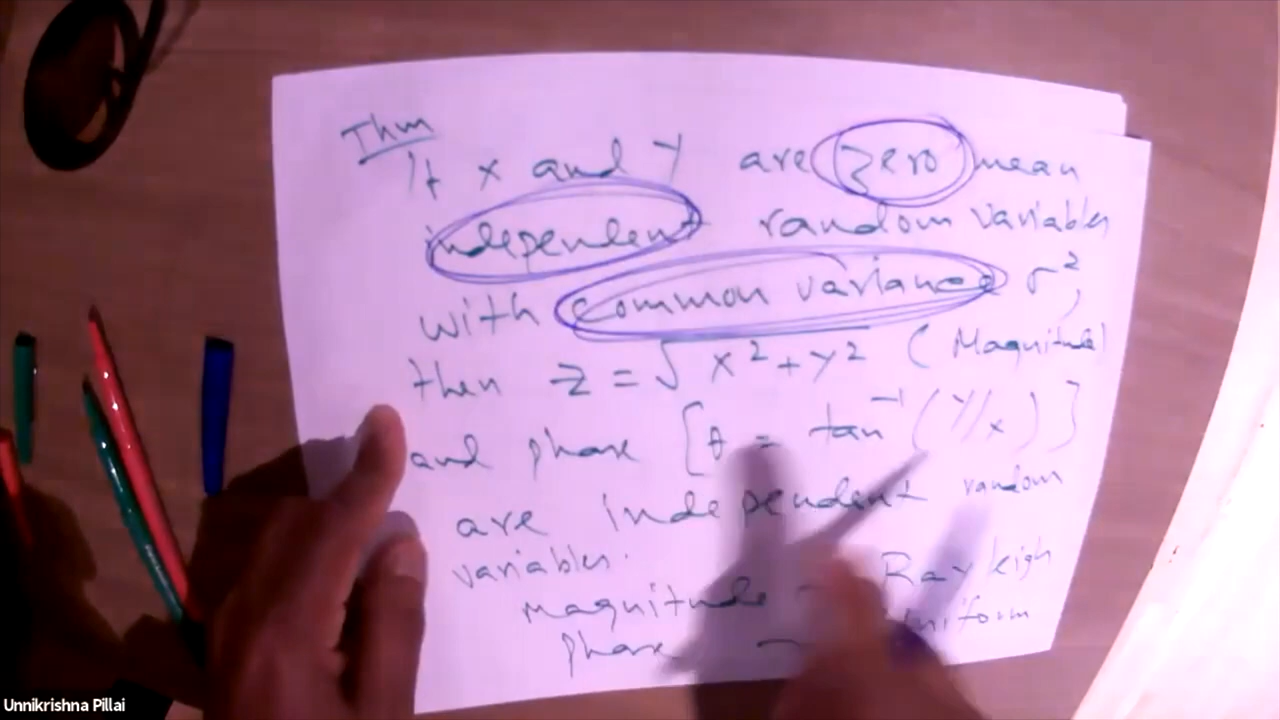 Thm
If x and y are zero mean
independent random variables
with common variance σ²,
then z = √x² + y² (Magnitude)
and phase [θ = tan⁻¹(y/x)]
are independent random
variables.
Magnitude ~ Rayleigh
phase ~ uniform
Unnikrishna Pillai